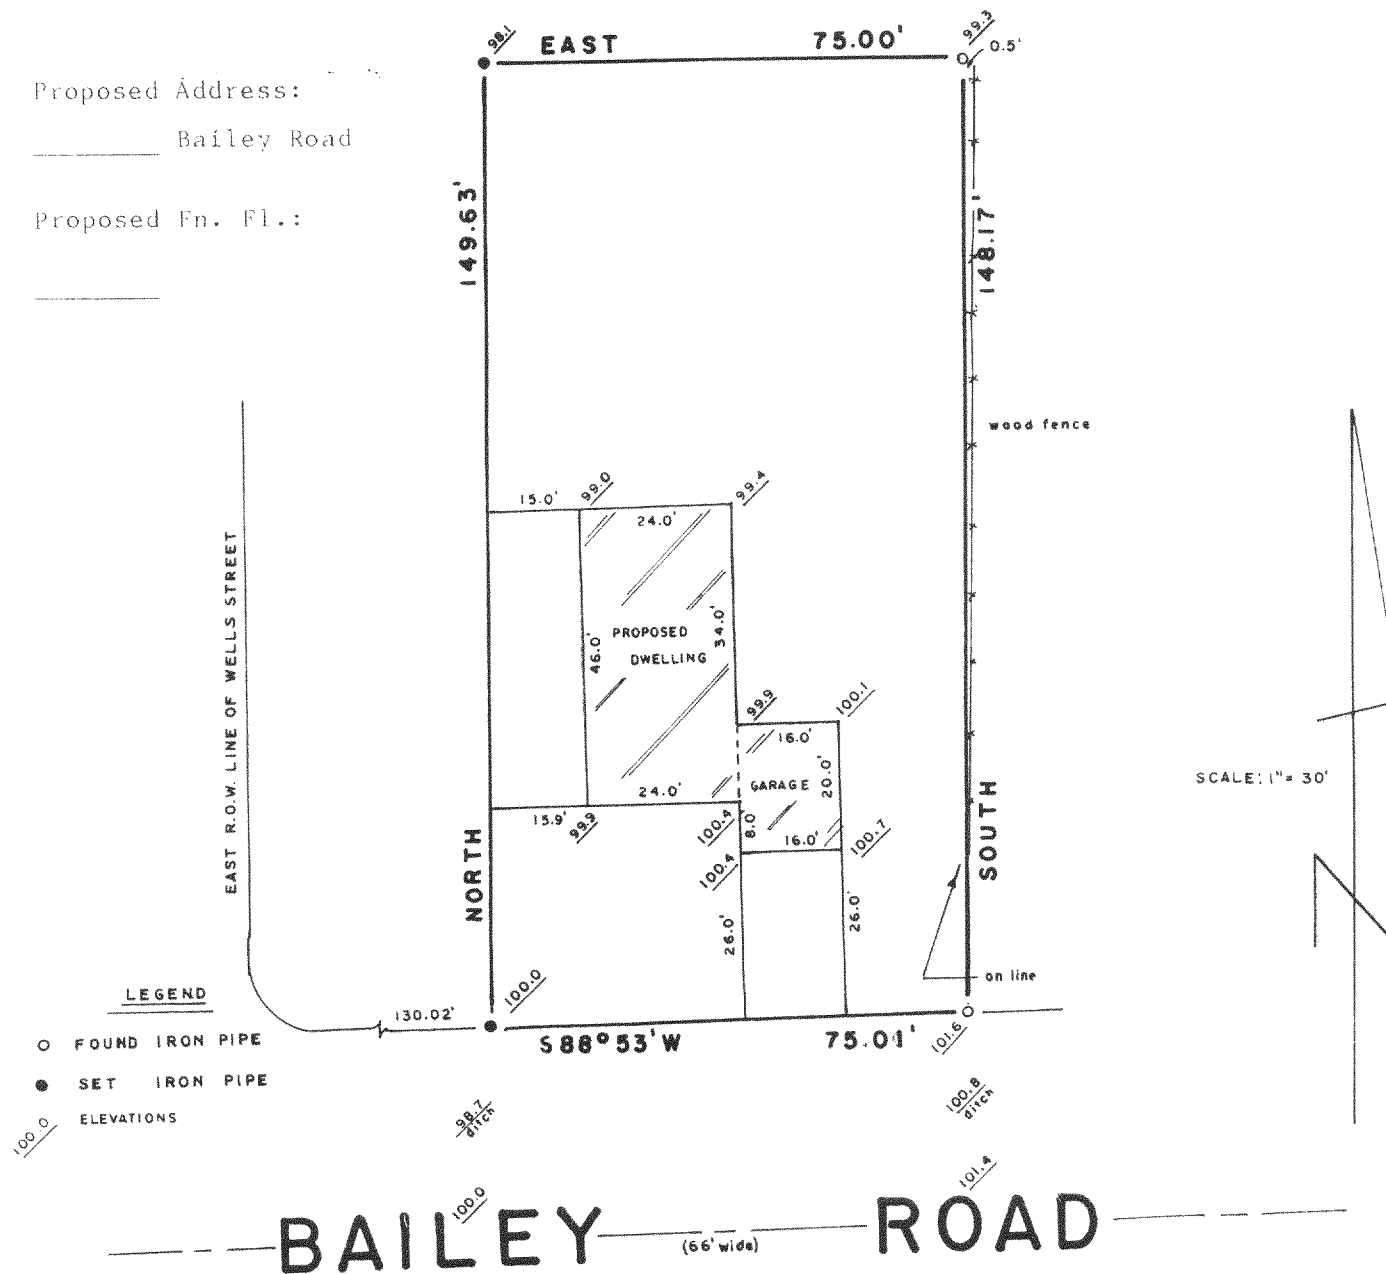 98.1
EAST 75.00'
99.3
0.5'
Proposed Address:
Bailey Road
Proposed Fn. Fl.:
149.63'
148.17'
wood fence
15.0'
99.0
24.0'
99.4
EAST R.O.W. LINE OF WELLS STREET
46.0'
PROPOSED
DWELLING
34.0'
99.9
100.1
16.0'
GARAGE
20.0'
SCALE: 1" = 30'
24.0'
15.9'
99.9
100.4
8.0'
16.0'
100.7
100.4
NORTH
SOUTH
26.0'
26.0'
on line
100.0
130.02'
S88°53'W 75.01'
101.6
LEGEND
FOUND IRON PIPE
SET IRON PIPE
100.0 ELEVATIONS
98.7
ditch
100.8
ditch
100.0
101.4
BAILEY ROAD
(66' wide)
N